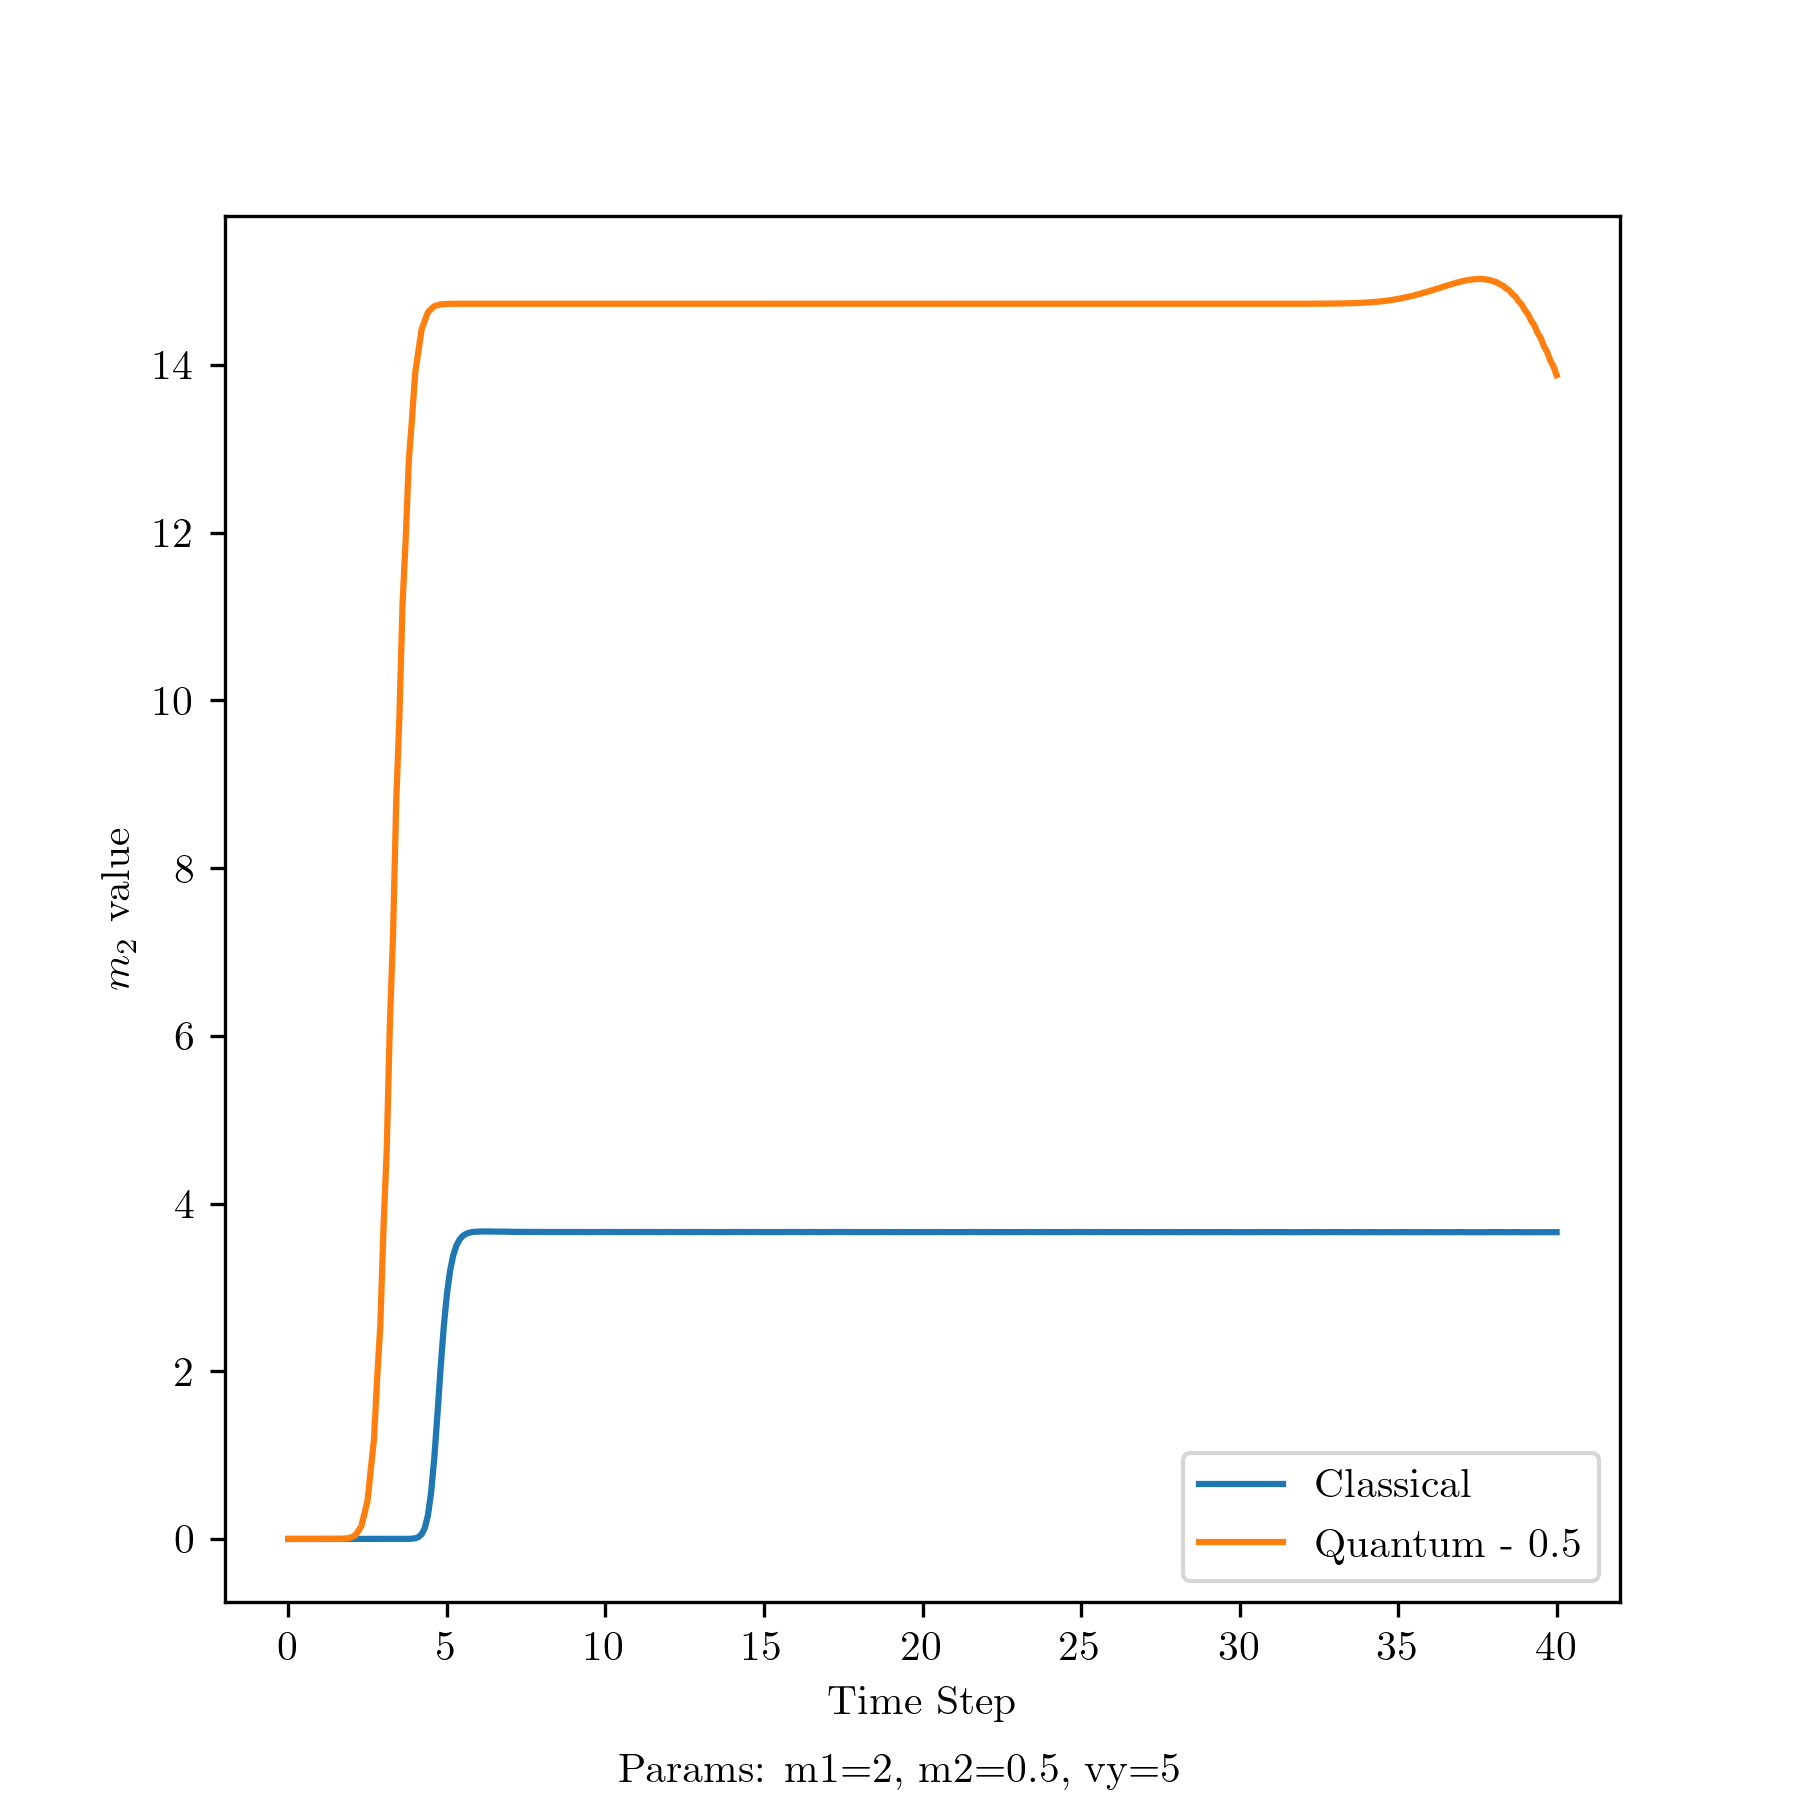 14
12
10
8
6
4
2
0
m₂ value
Classical
Quantum - 0.5
0 5 10 15 20 25 30 35 40
Time Step
Params: m1=2, m2=0.5, vy=5